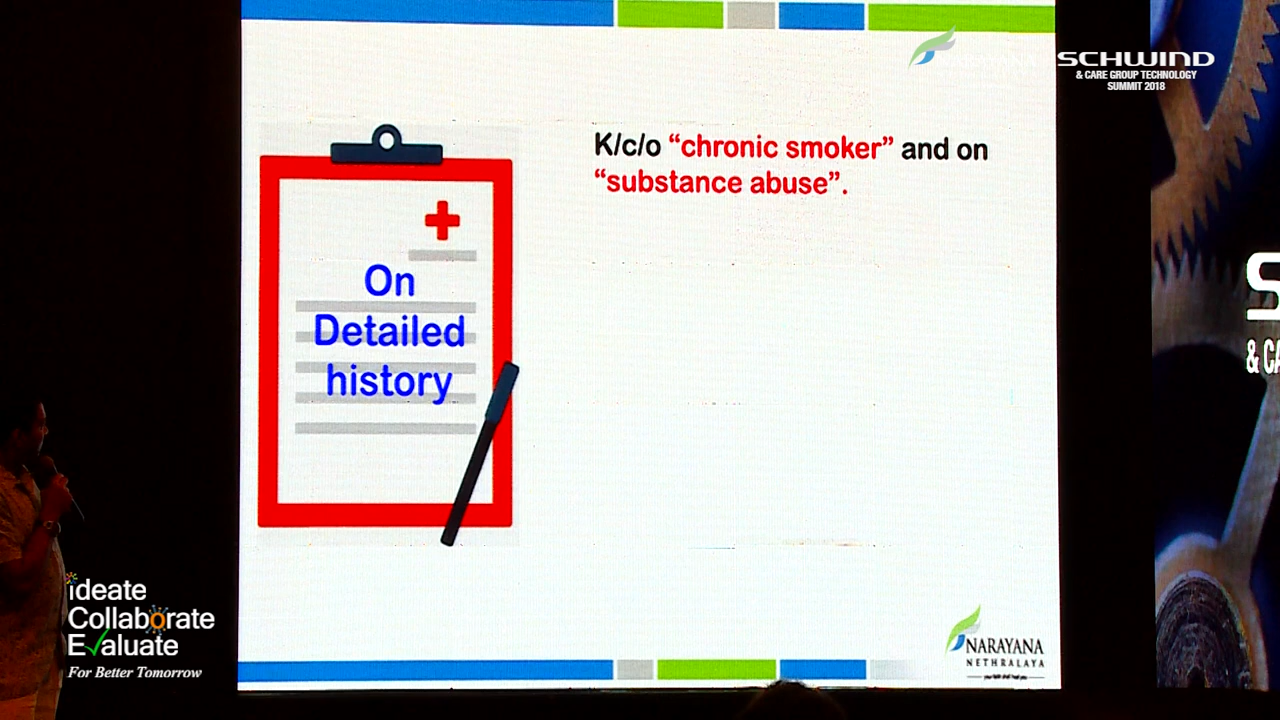 SCHWIND
& CARE GROUP TECHNOLOGY
SUMMIT 2018
K/c/o “chronic smoker” and on
“substance abuse”.
On
Detailed
history
S
& CA
ideate
Collaborate
Evaluate
For Better Tomorrow
NARAYANA
NETHRALAYA